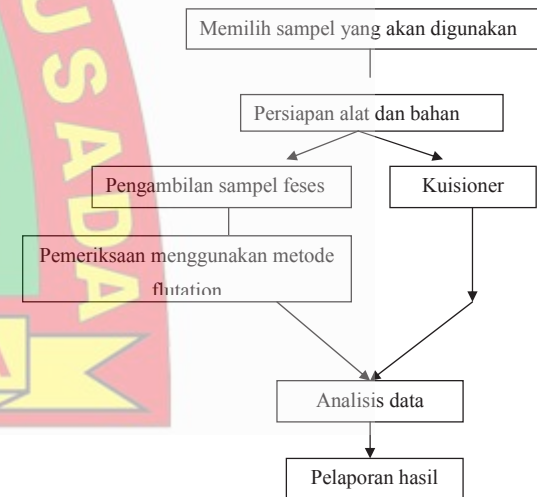 Memilih sampel yang akan digunakan
Persiapan alat dan bahan
Pengambilan sampel feses
Kuisioner
Pemeriksaan menggunakan metode
flutation
Analisis data
Pelaporan hasil
USADA